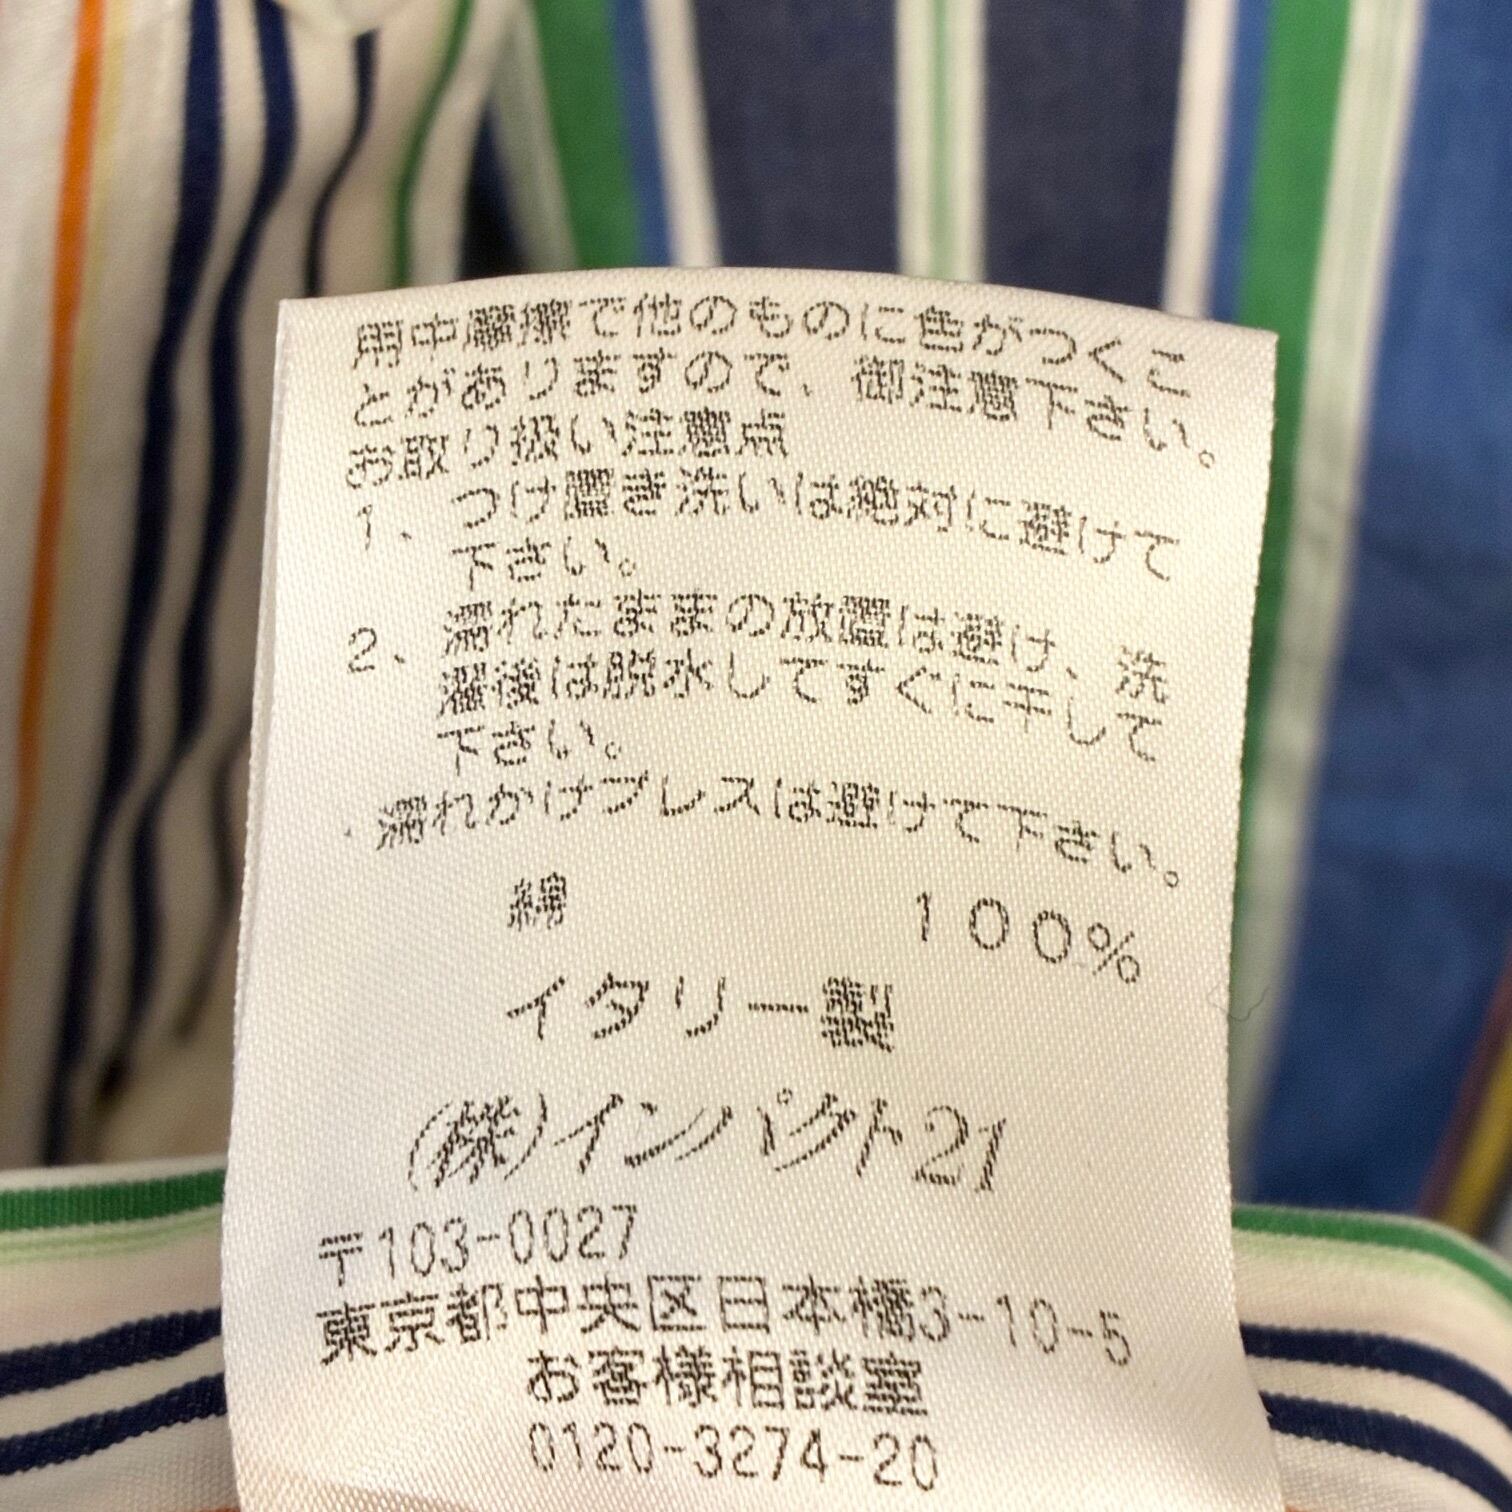 用中摩擦で他のものに色がつくこ
とがありますので、御注意下さい。
お取り扱い注意点
1、つけ置き洗いは絶対に避けて
下さい。
2、濡れたままの放置は避け、洗
濯後は脱水してすぐに干して
下さい。
・濡れかけプレスは避けて下さい。
綿 100%
イタリー製
(株)インパクト21
〒103-0027
東京都中央区日本橋3-10-5
お客様相談室
0120-3274-20